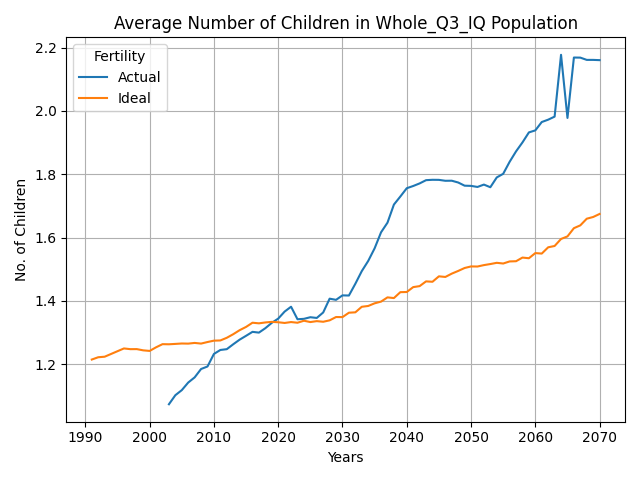 Average Number of Children in Whole_Q3_IQ Population
Fertility
Actual
Ideal
No. of Children
2.2
2.0
1.8
1.6
1.4
1.2
1990 2000 2010 2020 2030 2040 2050 2060 2070
Years